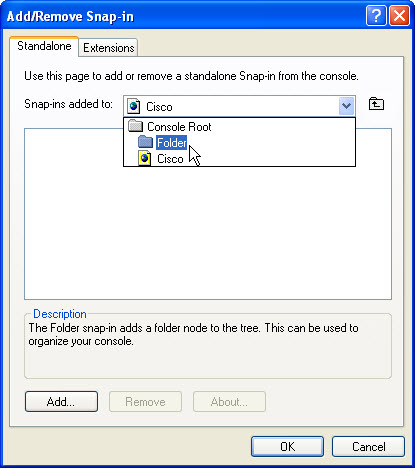 Add/Remove Snap-in
Standalone Extensions
Use this page to add or remove a standalone Snap-in from the console.
Snap-ins added to: Cisco
Console Root
Folder
Cisco
Description
The Folder snap-in adds a folder node to the tree. This can be used to
organize your console.
Add... Remove About...
OK Cancel